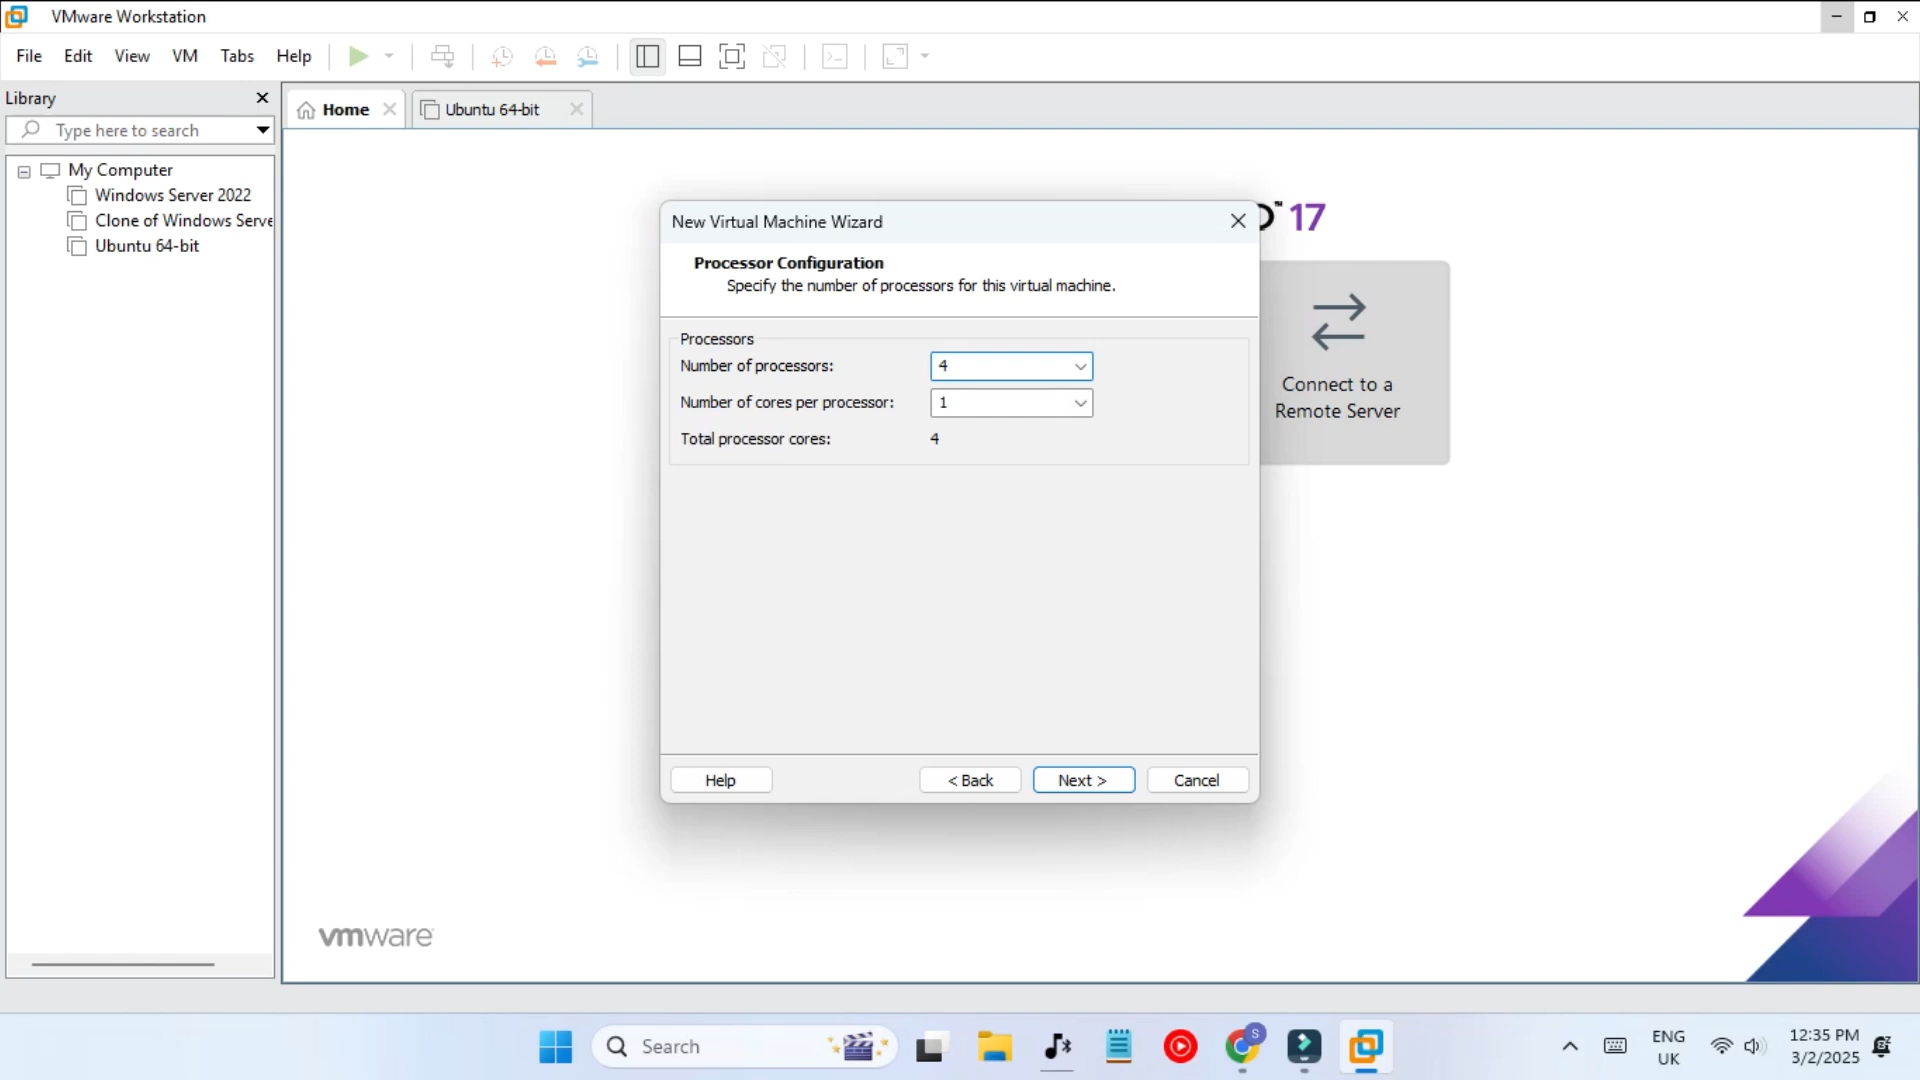 VMware Workstation
File Edit View VM Tabs Help
Library
Type here to search
My Computer
Windows Server 2022
Clone of Windows Serve
Ubuntu 64-bit
Home
Ubuntu 64-bit
™ 17
Connect to a
Remote Server
New Virtual Machine Wizard
Processor Configuration
Specify the number of processors for this virtual machine.
Processors
Number of processors: 4
Number of cores per processor: 1
Total processor cores: 4
Help < Back Next > Cancel
vmware
Search
S
ENG
UK
12:35 PM
3/2/2025